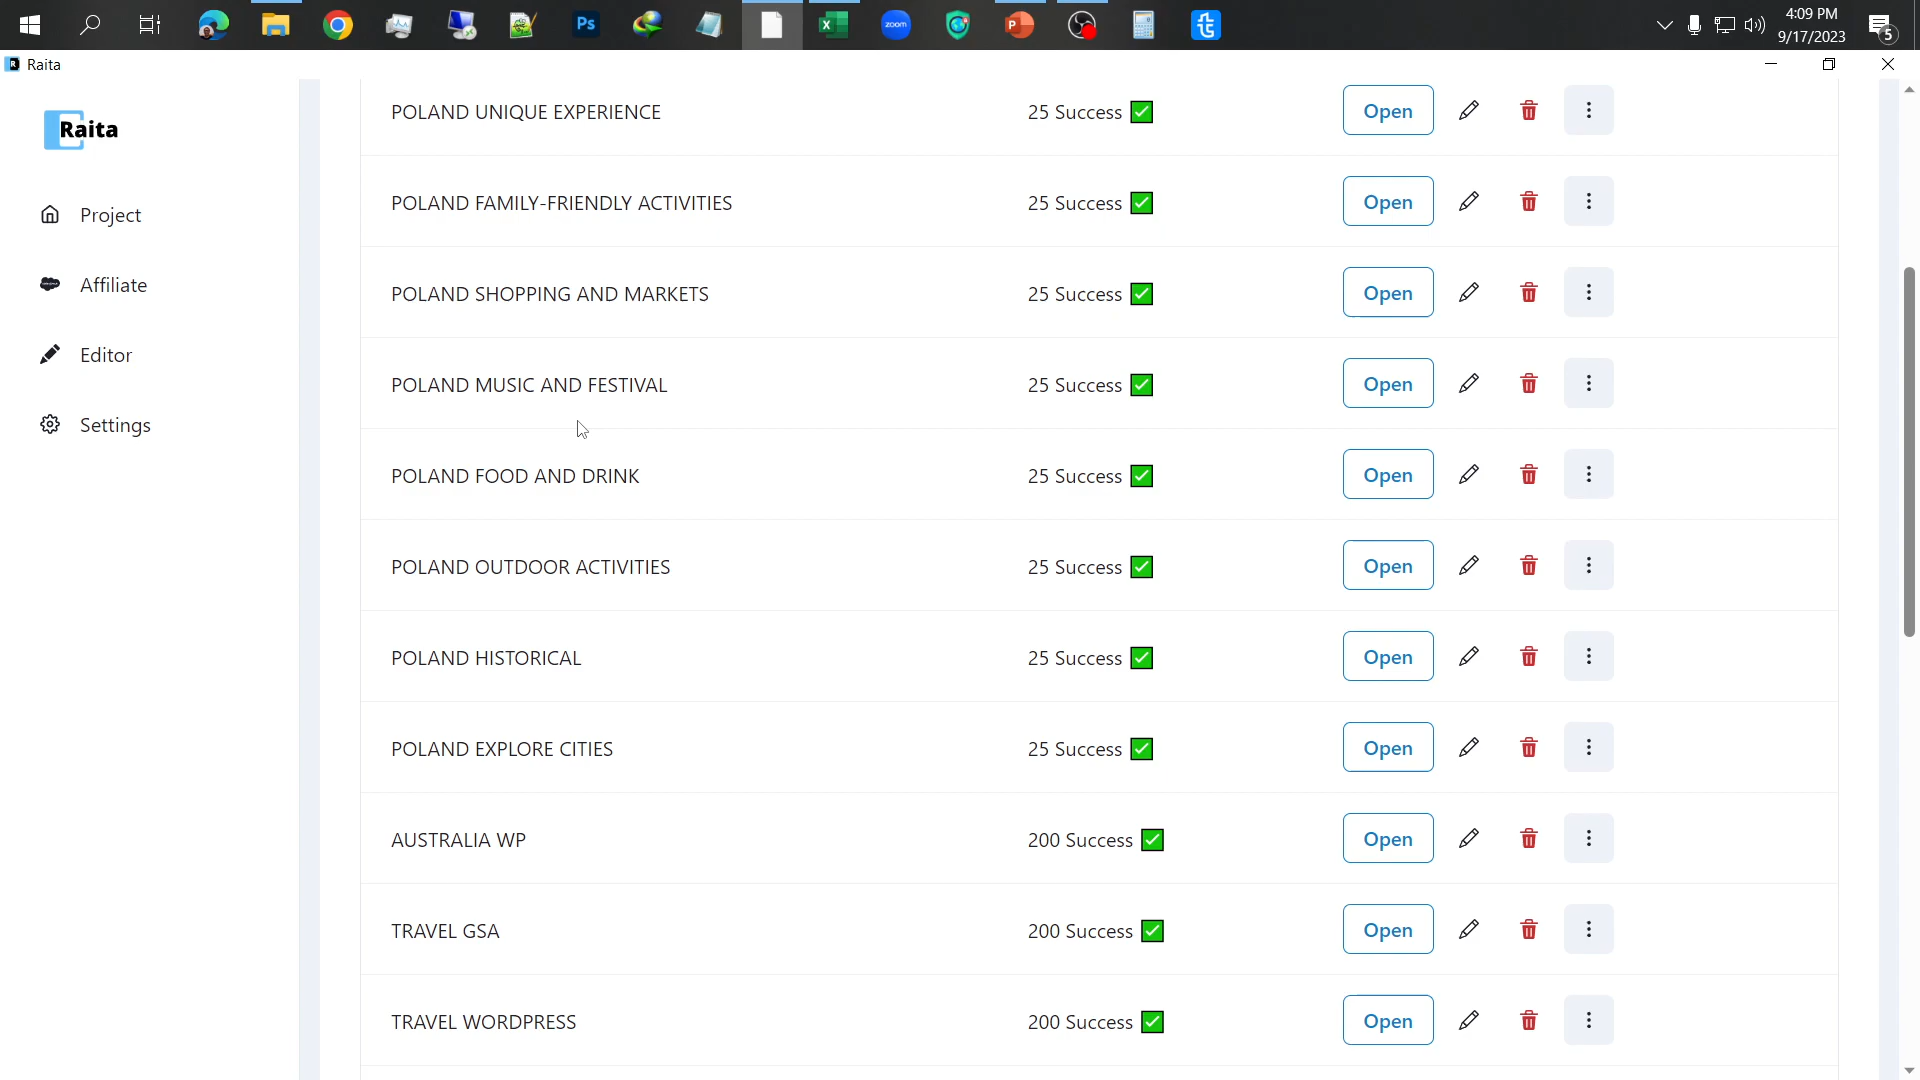 Ps
zoom
4:09 PM
9/17/2023
5
Raita
Raita
Project
Affiliate
Editor
Settings
POLAND UNIQUE EXPERIENCE 25 Success ✅ Open
POLAND FAMILY-FRIENDLY ACTIVITIES 25 Success ✅ Open
POLAND SHOPPING AND MARKETS 25 Success ✅ Open
POLAND MUSIC AND FESTIVAL 25 Success ✅ Open
POLAND FOOD AND DRINK 25 Success ✅ Open
POLAND OUTDOOR ACTIVITIES 25 Success ✅ Open
POLAND HISTORICAL 25 Success ✅ Open
POLAND EXPLORE CITIES 25 Success ✅ Open
AUSTRALIA WP 200 Success ✅ Open
TRAVEL GSA 200 Success ✅ Open
TRAVEL WORDPRESS 200 Success ✅ Open